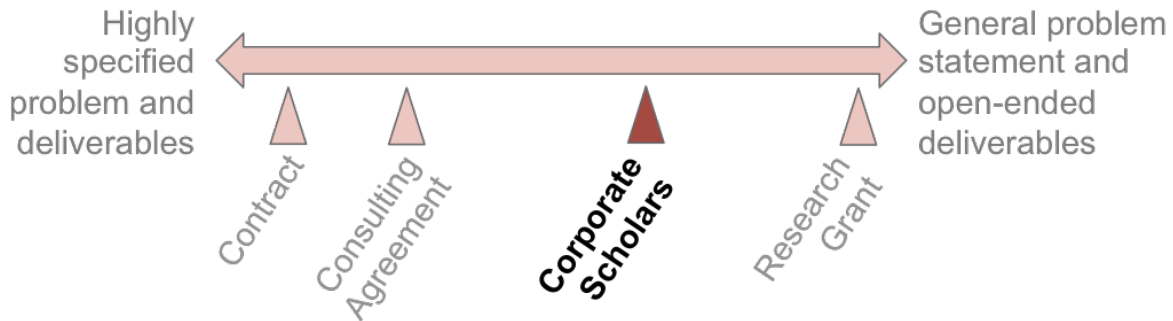 Highly
specified
problem and
deliverables
General problem
statement and
open-ended
deliverables
Contract
Consulting
Agreement
Corporate
Scholars
Research
Grant